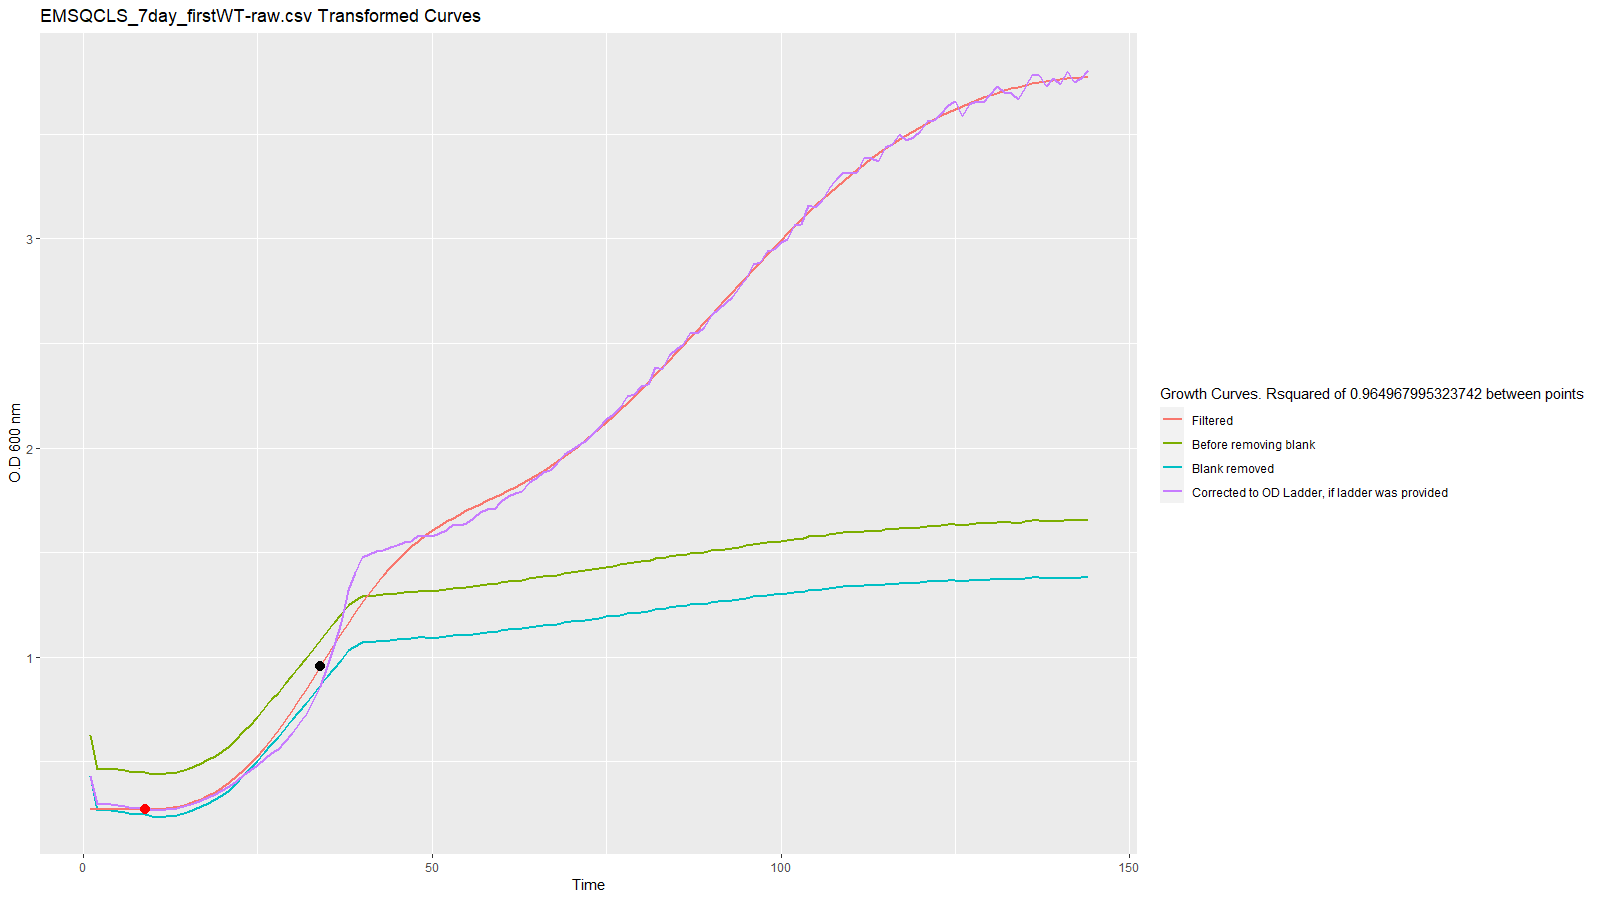 EMSQCLS_7day_firstWT-raw.csv Transformed Curves
O.D 600 nm
3
2
1
0
50
100
150
Time
Growth Curves. Rsquared of 0.964967995323742 between points
Filtered
Before removing blank
Blank removed
Corrected to OD Ladder, if ladder was provided